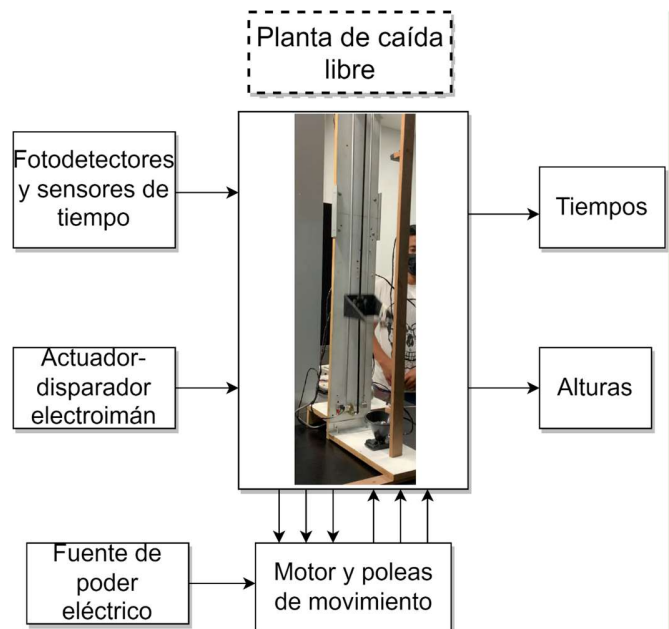 Planta de caída
libre
Fotodetectores
y sensores de
tiempo
Tiempos
Actuador-
disparador
electroimán
Alturas
Fuente de
poder
eléctrico
Motor y poleas
de movimiento